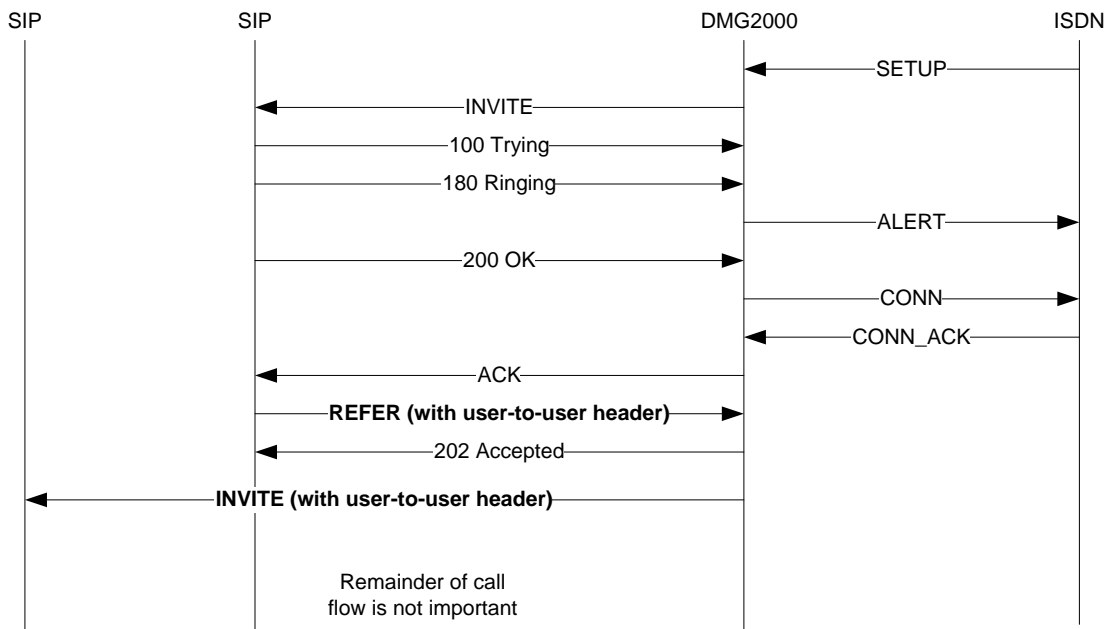 SIP
SIP
DMG2000
ISDN
SETUP
INVITE
100 Trying
180 Ringing
ALERT
200 OK
CONN
CONN_ACK
ACK
REFER (with user-to-user header)
202 Accepted
INVITE (with user-to-user header)
Remainder of call
flow is not important